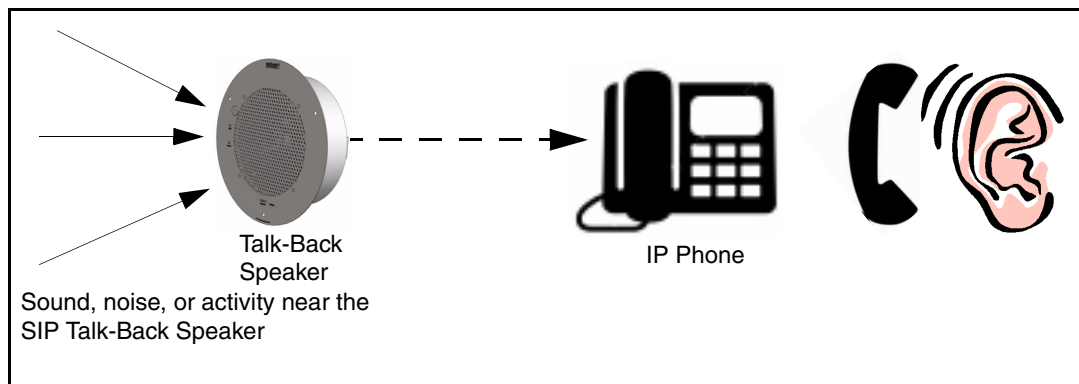 Talk-Back
Speaker
IP Phone
Sound, noise, or activity near the
SIP Talk-Back Speaker